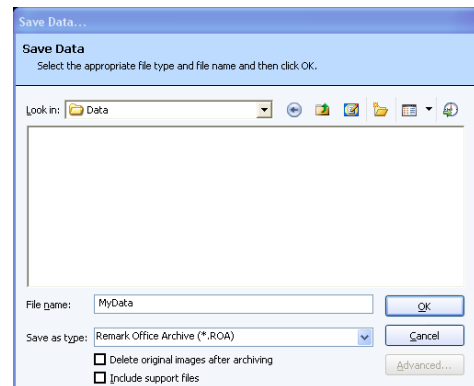 Save Data...
Save Data
Select the appropriate file type and file name and then click OK.
Look in: Data
File name: MyData OK
Save as type: Remark Office Archive (*.ROA) Cancel
Delete original images after archiving Advanced...
Include support files